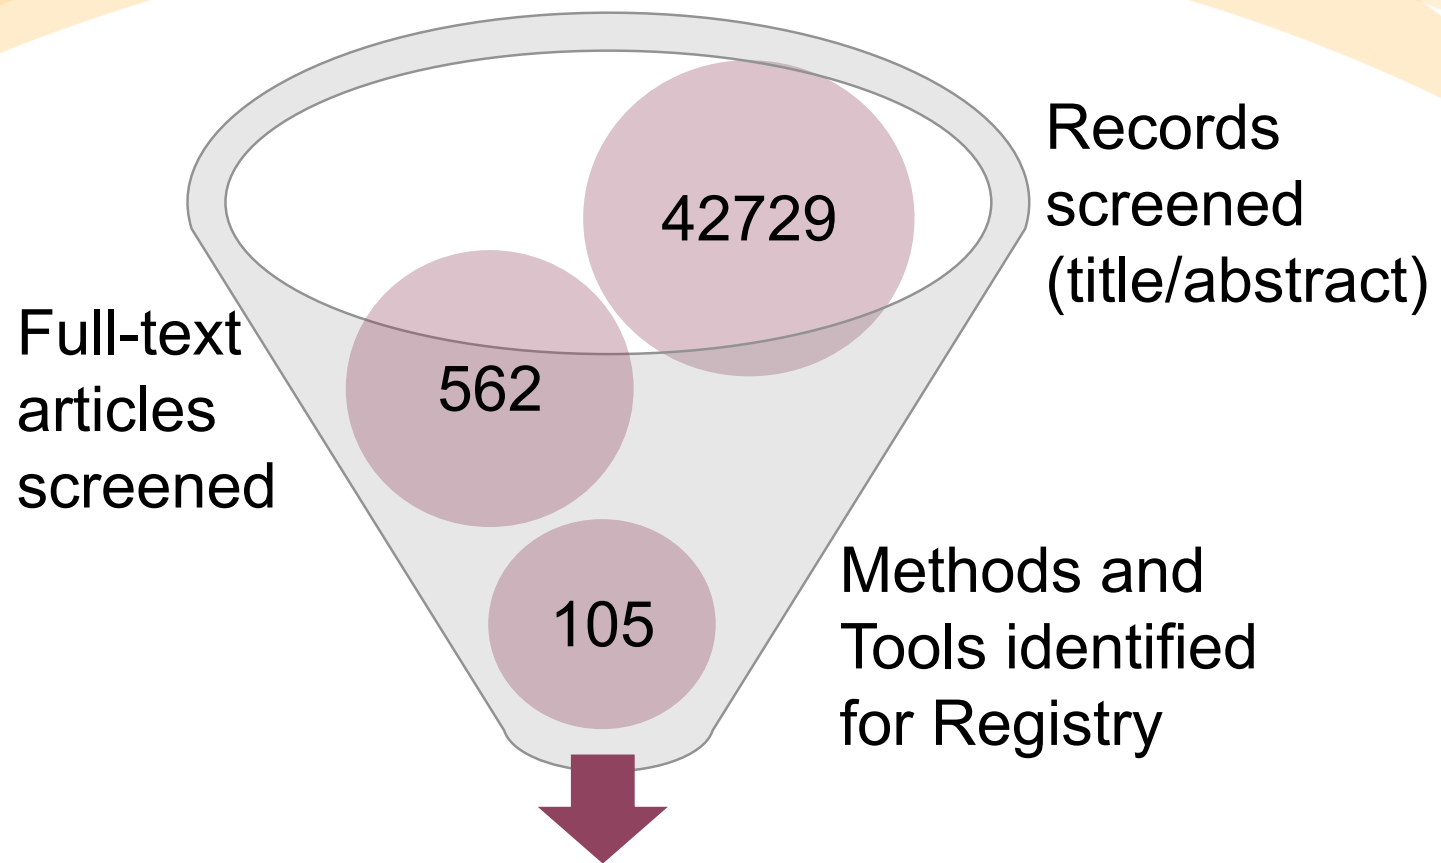 42729
Records
screened
(title/abstract)
Full-text
articles
screened
562
105
Methods and
Tools identified
for Registry